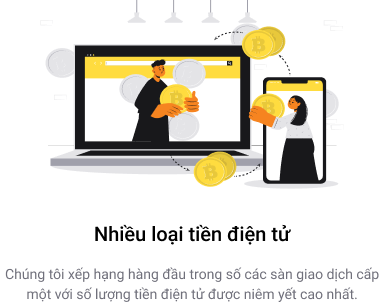 Nhiều loại tiền điện tử
Chúng tôi xếp hạng hàng đầu trong số các sàn giao dịch cấp
một với số lượng tiền điện tử được niêm yết cao nhất.